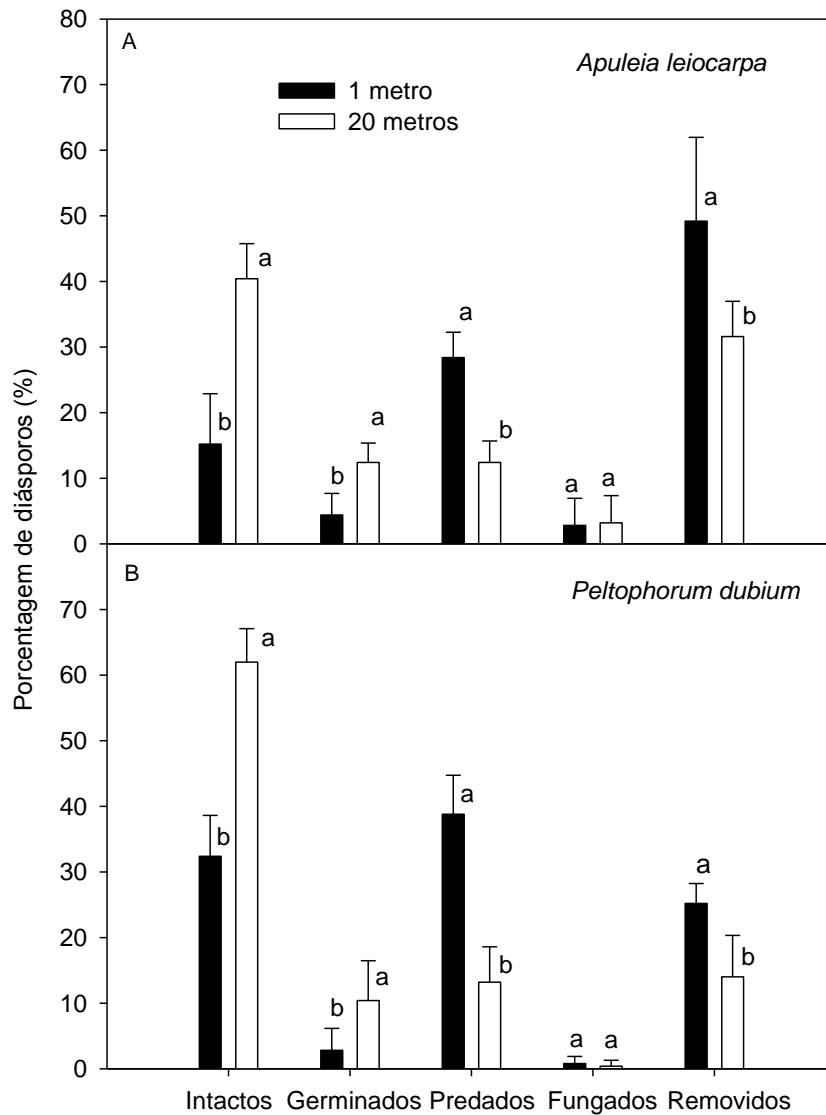 80
A
Apuleia leiocarpa
70
1 metro
20 metros
60
50
40
30
20
10
0
a
b
a
b
a
b
a
a
a
b
Porcentagem de diásporos (%)
B
Peltophorum dubium
70
60
50
40
30
20
10
0
a
b
a
b
a
b
a
a
a
b
Intactos Germinados Predados Fungados Removidos